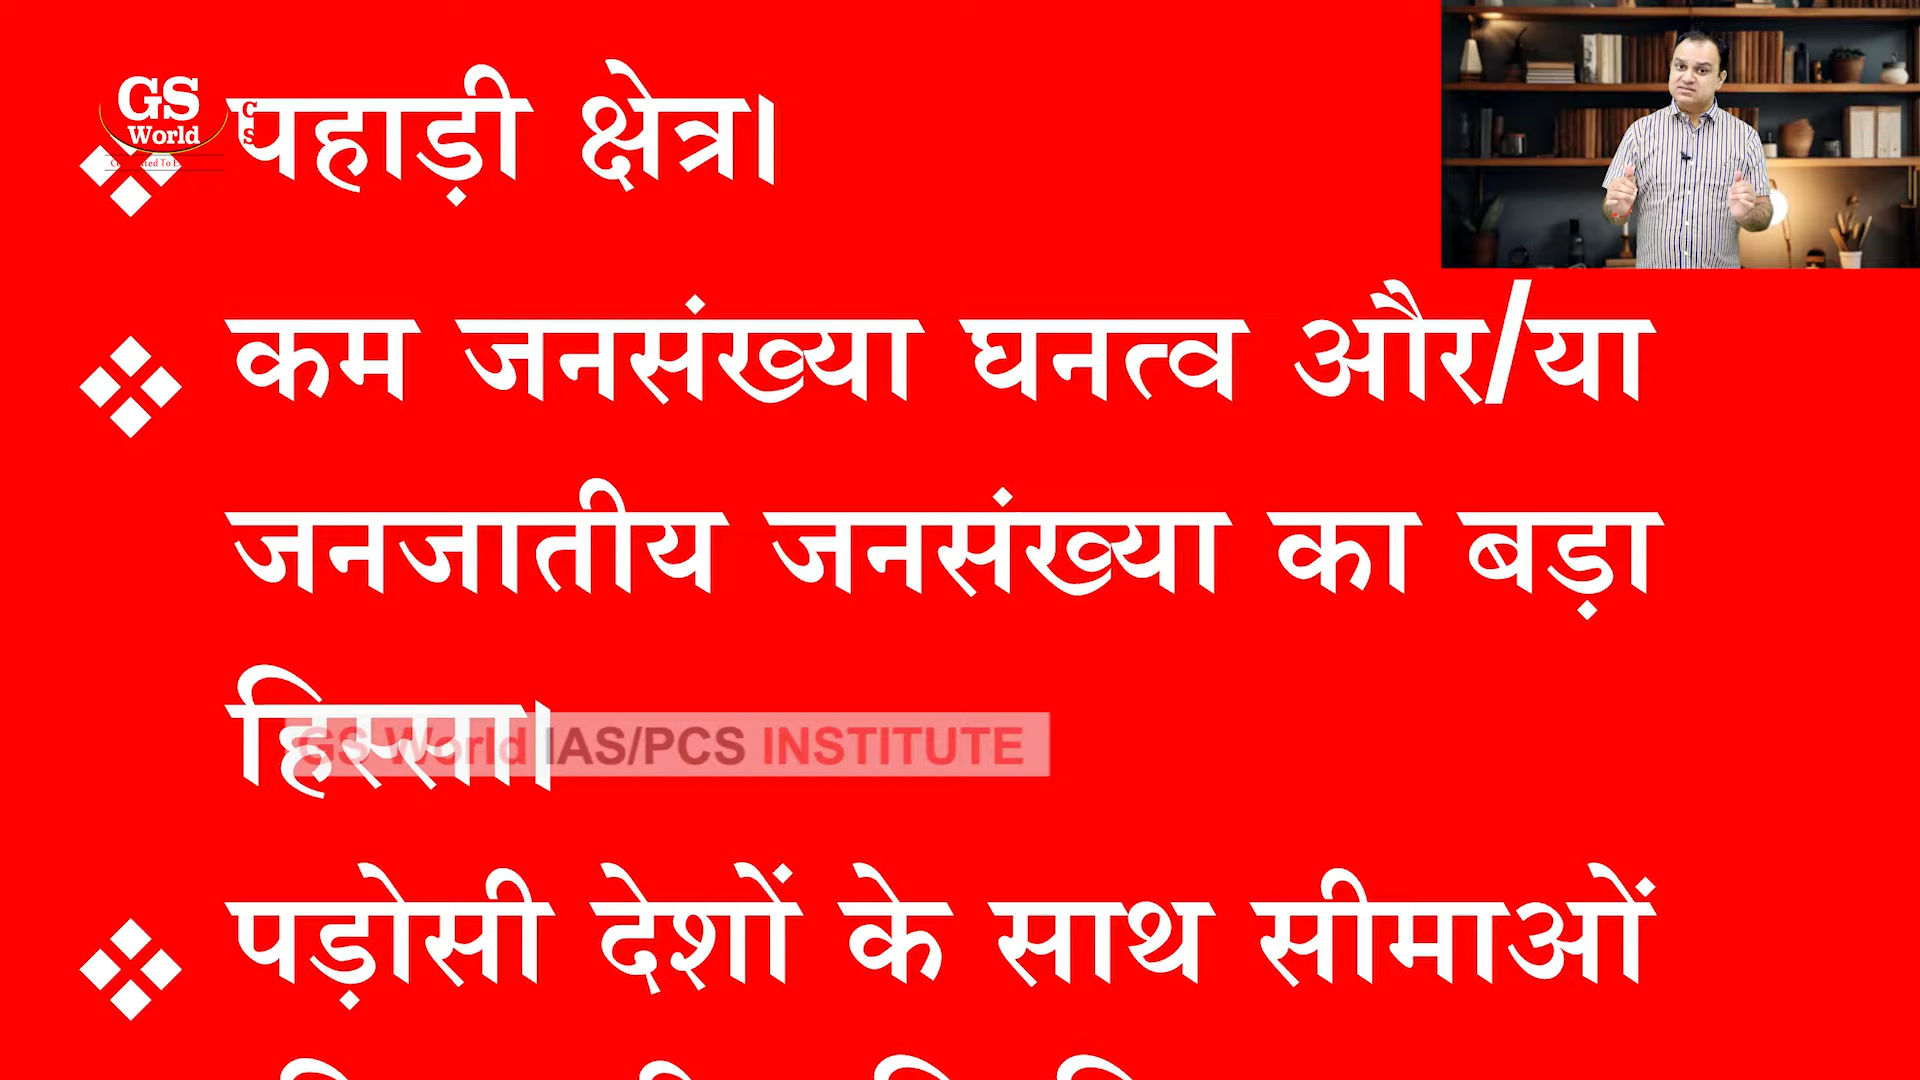 GS
World
पहाड़ी क्षेत्र।
कम जनसंख्या घनत्व और/या
जनजातीय जनसंख्या का बड़ा
हिस्सा।
GS World IAS/PCS INSTITUTE
पड़ोसी देशों के साथ सीमाओं